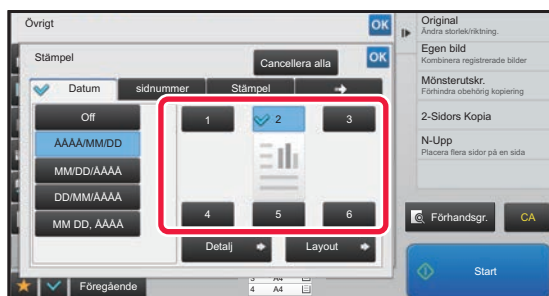 Övrigt
OK
Stämpel
Cancellera alla
OK
Datum
sidnummer
Stämpel
Off
ÅÅÅÅ/MM/DD
MM/DD/ÅÅÅÅ
DD/MM/ÅÅÅÅ
MM DD, ÅÅÅÅ
1
2
3
4
5
6
Detalj
Layout
Föregående
3 A4
4 A4
Original
Ändra storlek/riktning.
Egen bild
Kombinera registrerade bilder
Mönsterutskr.
Förhindra obehörig kopiering
2-Sidors Kopia
N-Upp
Placera flera sidor på en sida
Förhandsgr.
CA
Start